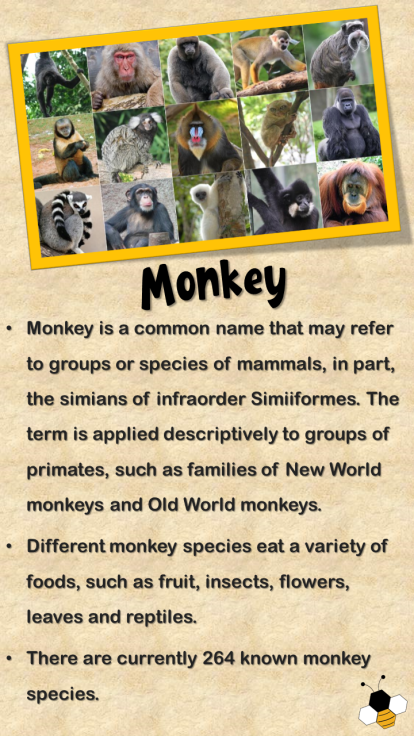 Monkey
• Monkey is a common name that may refer
to groups or species of mammals, in part,
the simians of infraorder Simiiformes. The
term is applied descriptively to groups of
primates, such as families of New World
monkeys and Old World monkeys.
• Different monkey species eat a variety of
foods, such as fruit, insects, flowers,
leaves and reptiles.
• There are currently 264 known monkey
species.